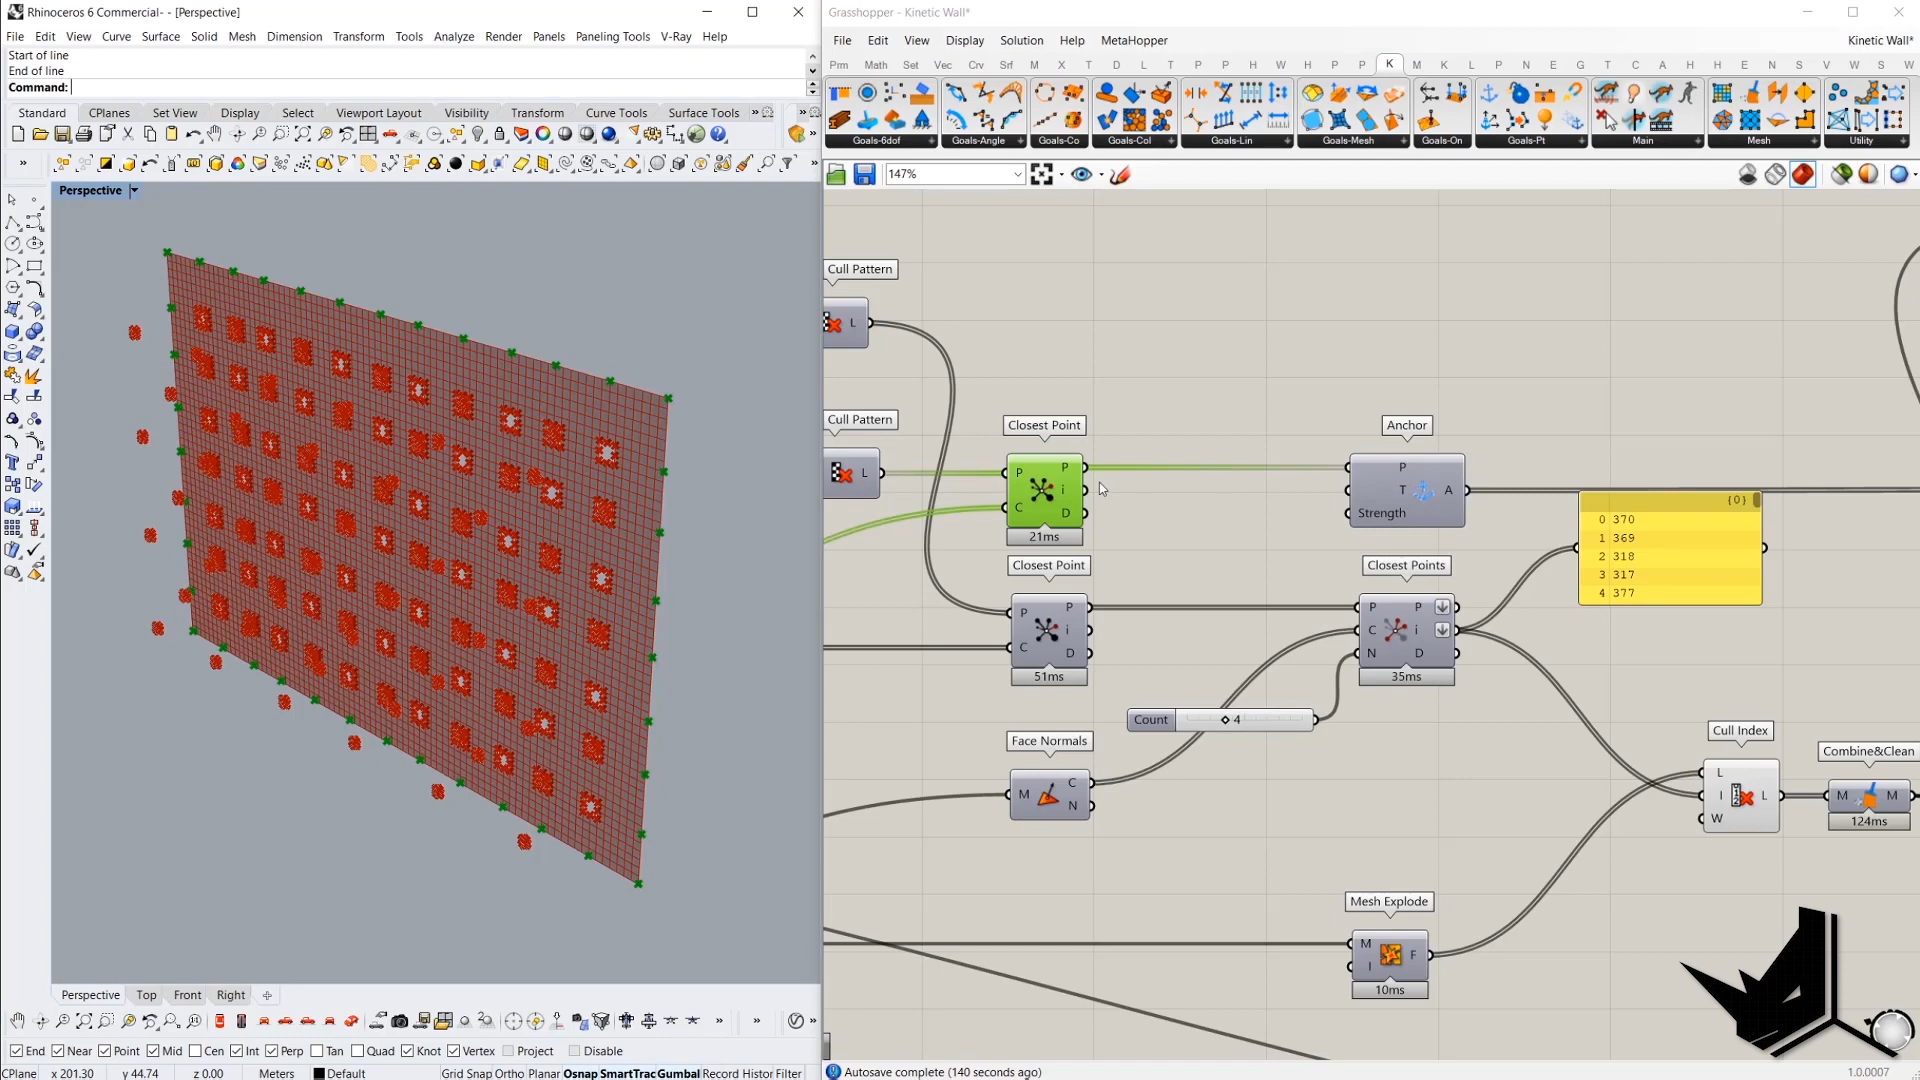 Rhinoceros 6 Commercial- - [Perspective]
File Edit View Curve Surface Solid Mesh Dimension Transform Tools Analyze Render Panels Paneling Tools V-Ray Help
Start of line
End of line
Command:
Standard CPlanes Set View Display Select Viewport Layout Visibility Transform Curve Tools Surface Tools »
Perspective
Perspective Top Front Right
End Near Point Mid Cen Int Perp Tan Quad Knot Vertex Project Disable
CPlane x 201.30 y 44.74 z 0.00 Meters Default Grid Snap Ortho Planar Osnap SmartTrac Gumbal Record Histor Filter
Grasshopper - Kinetic Wall*
File Edit View Display Solution Help MetaHopper Kinetic Wall*
Prm Math Set Vec Crv Srf M X T D L T P P H W H P P K M K L P N E G T C A H H E N S V W S W
Goals-6dof Goals-Angle Goals-Co Goals-Col Goals-Lin Goals-Mesh Goals-On Goals-Pt Main Mesh Utility
147%
Cull Pattern
L
Cull Pattern
L
Closest Point
P P
i
C D
21ms
Anchor
P
T A
Strength
{0}
0 370
1 369
2 318
3 317
4 377
Closest Point
P P
i
C D
51ms
Closest Points
P P
C i
N D
35ms
Count 4
Face Normals
M C
N
Cull Index
L
I L
W
Combine&Clean
M M
124ms
Mesh Explode
M F
I
10ms
Autosave complete (140 seconds ago)
1.0.0007